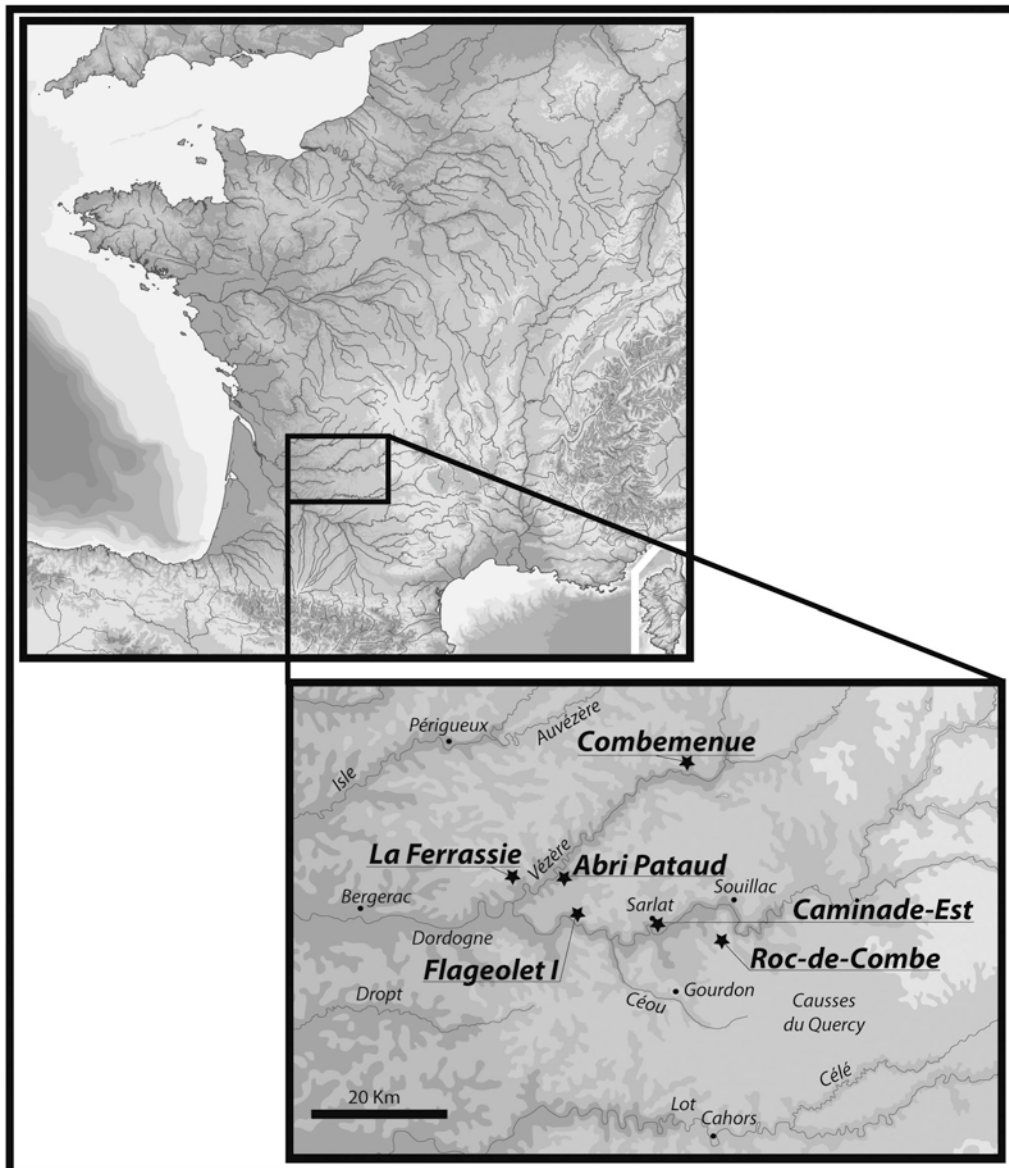 Périgueux
Auvézère
Isle
Combemenue
La Ferrassie
Vézère
Abri Pataud
Bergerac
Souillac
Sarlat
Caminade-Est
Dordogne
Flageolet I
Roc-de-Combe
Dropt
Céou
Gourdon
Causses
du Quercy
Célé
20 Km
Lot
Cahors